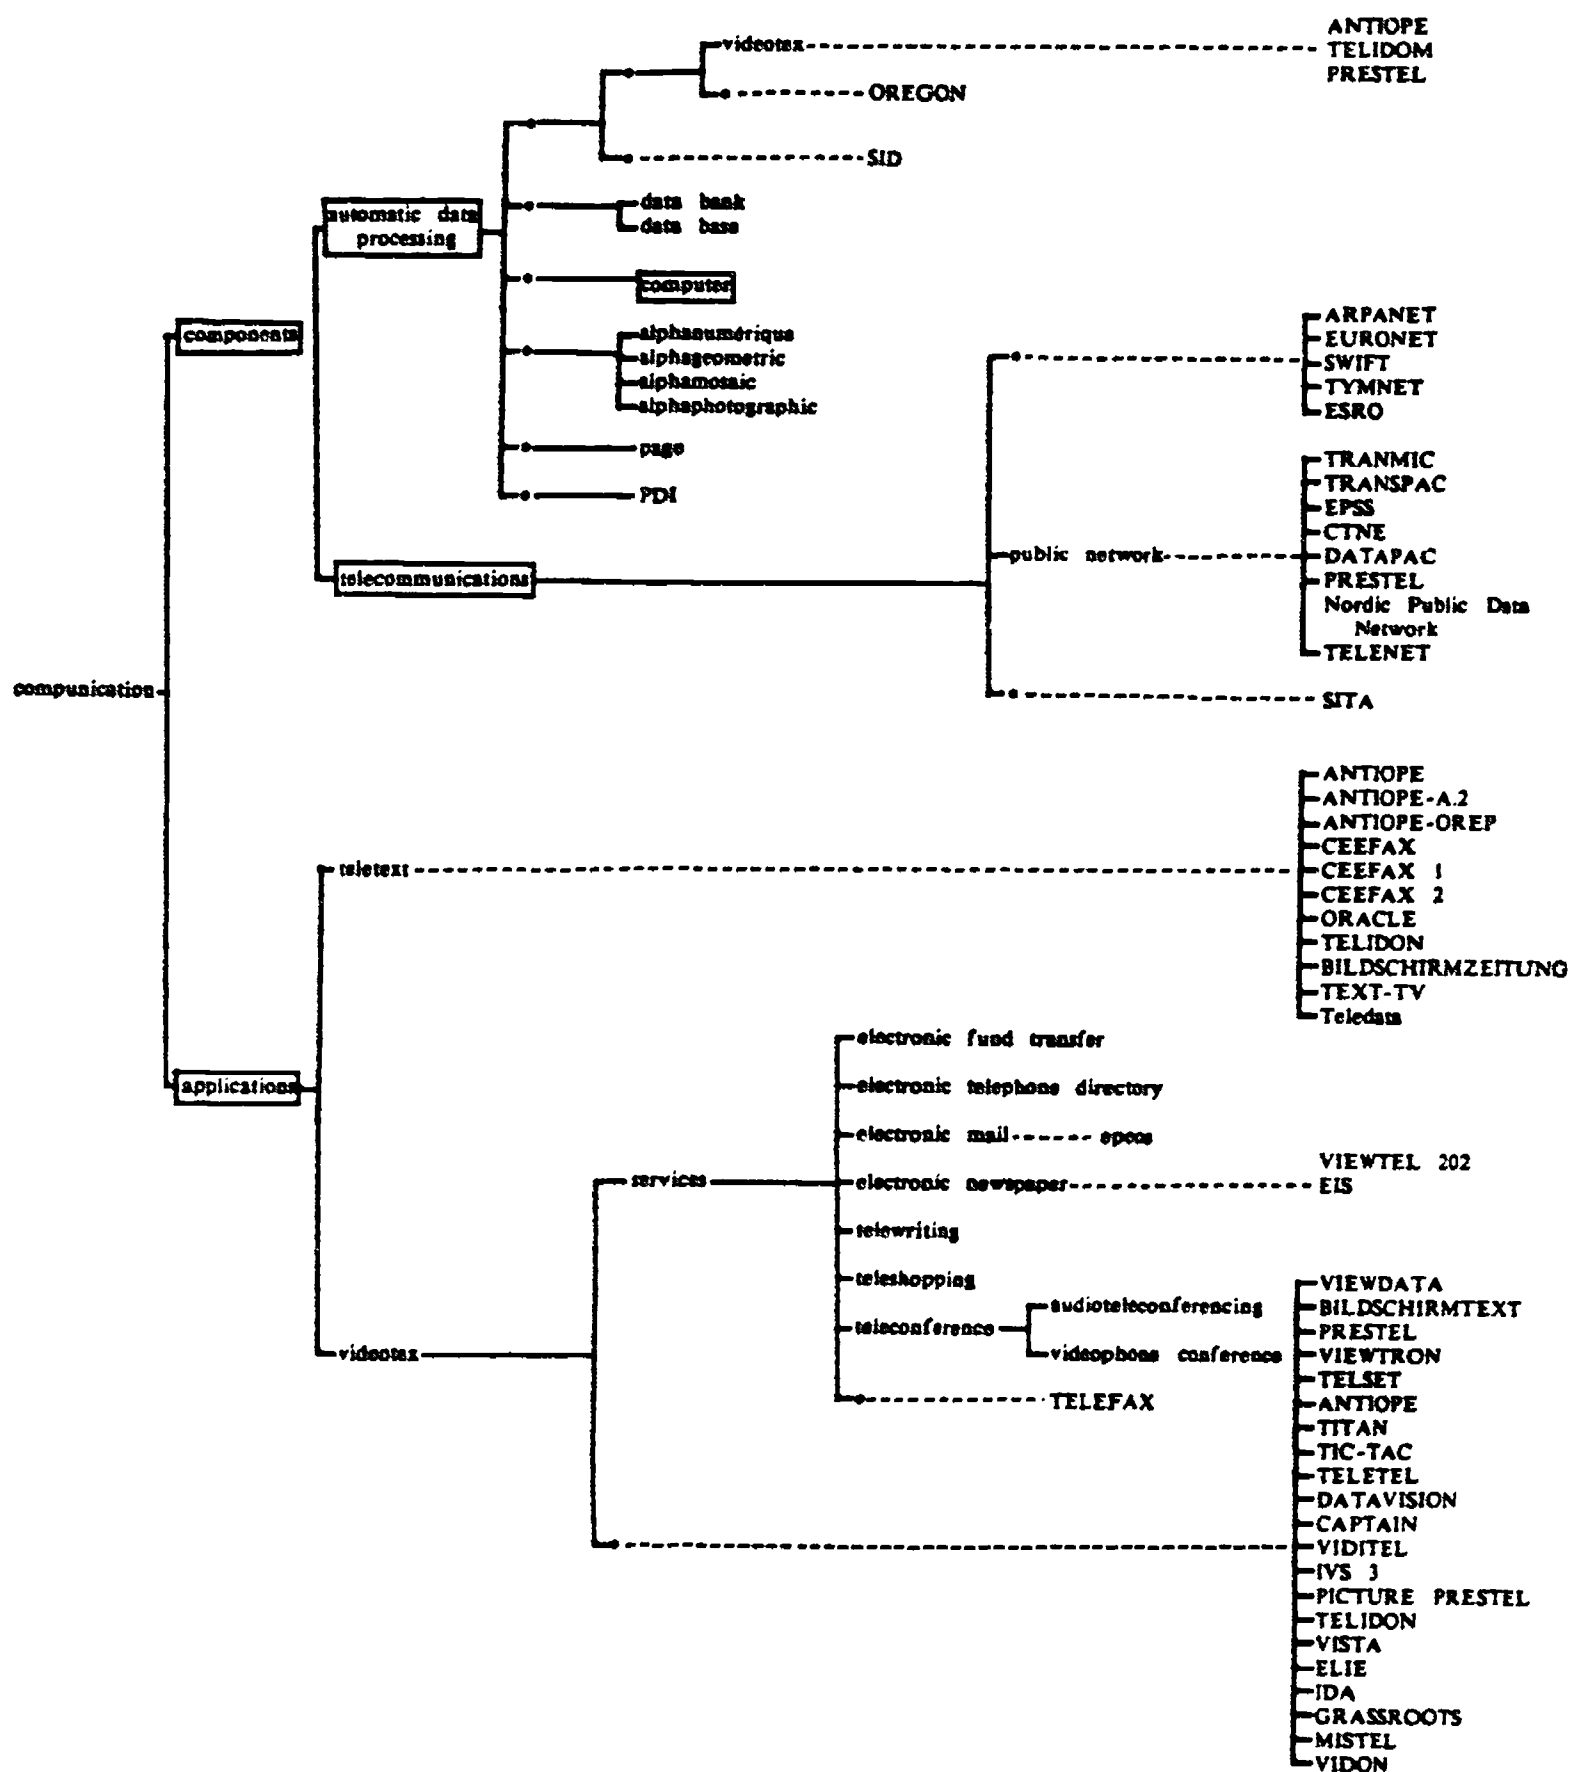 ANTIOPE
videotex TELIDOM
PRESTEL
OREGON
SID
automatic data
processing
data bank
data base
computer
components
alphanumérique
alphageometric
alphamosaic
alphaphotographic
page
PDI
ARPANET
EURONET
SWIFT
TYMNET
ESRO
TRANMIC
TRANSPAC
EPSS
CTNE
public network DATAPAC
telecommunications PRESTEL
Nordic Public Data
Network
TELENET
compunication
SITA
ANTIOPE
ANTIOPE-A.2
ANTIOPE-OREP
CEEFAX
teletext CEEFAX 1
CEEFAX 2
ORACLE
TELIDON
BILDSCHIRMZEITUNG
TEXT-TV
Teledata
electronic fund transfer
applications
electronic telephone directory
electronic mail
VIEWTEL 202
services
electronic newspaper EIS
telewriting
teleshopping
VIEWDATA
audioteleconferencing BILDSCHIRMTEXT
teleconference PRESTEL
videotex
videophone conference VIEWTRON
TELSET
TELEFAX ANTIOPE
TITAN
TIC-TAC
TELETEL
DATAVISION
CAPTAIN
VIDITEL
IVS 3
PICTURE PRESTEL
TELIDON
VISTA
ELIE
IDA
GRASSROOTS
MISTEL
VIDON